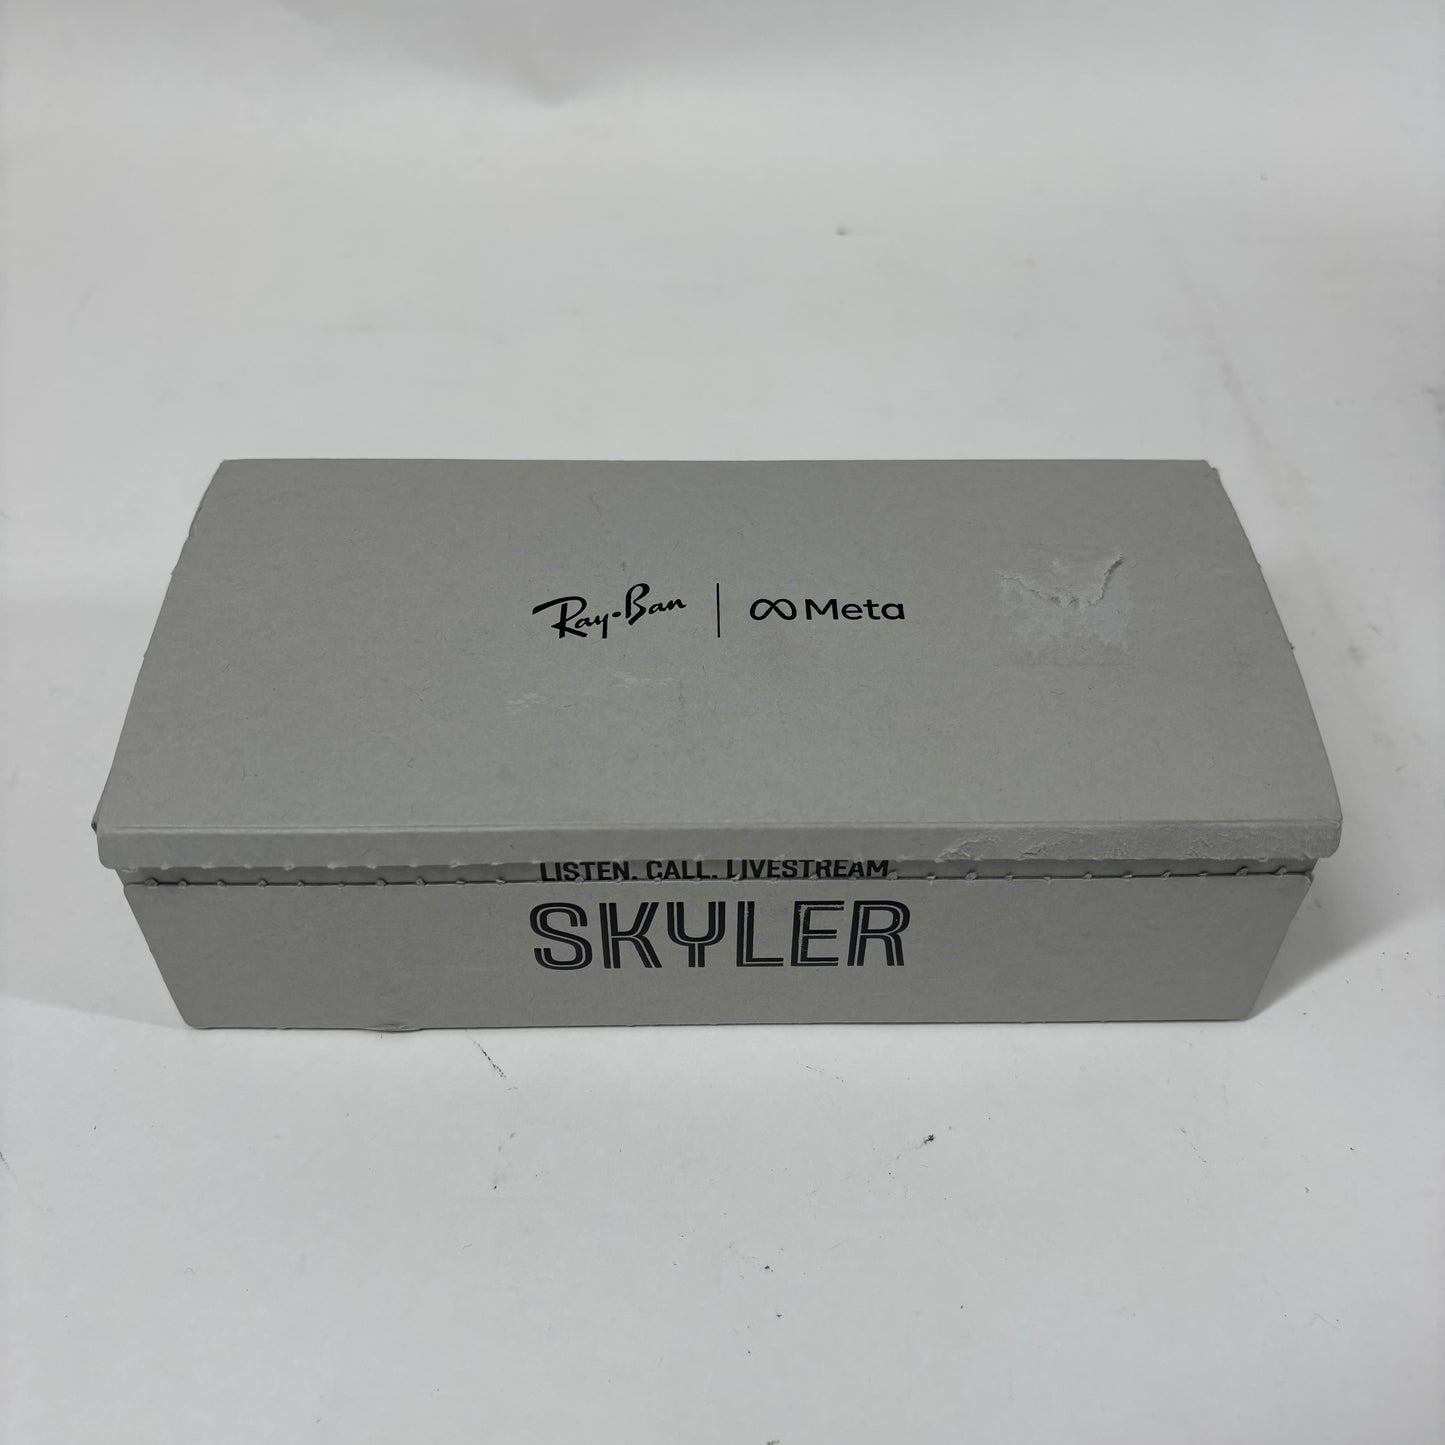 Ray-Ban | Meta
LISTEN. CALL. LIVESTREAM.
SKYLER